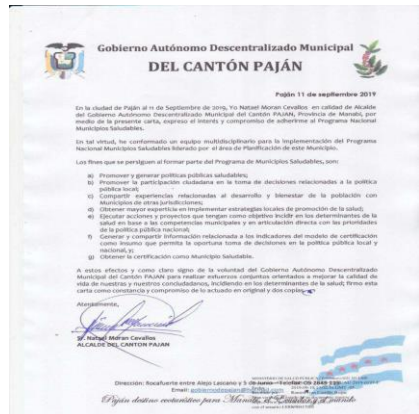 Gobierno Autónomo Descentralizado Municipal
DEL CANTÓN PAJÁN
Paján 11 de septiembre 2019
En la ciudad de Paján al 11 de Septiembre de 2019, Yo Natael Moran Cevallos en calidad de Alcalde
del Gobierno Autónomo Descentralizado Municipal del Cantón PAJAN, Provincia de Manabí, por
medio de la presente carta, expreso el interés y compromiso de adherirme al Programa Nacional
Municipios Saludables.
En tal virtud, he conformado un equipo multidisciplinario para la implementación del Programa
Nacional Municipios Saludables liderado por el área de Planificación de este Municipio.
Los fines que se persiguen al formar parte del Programa de Municipios Saludables, son:
a) Promover y generar políticas públicas saludables;
b) Promover la participación ciudadana en la toma de decisiones relacionadas a la política
pública local;
c) Compartir experiencias relacionadas al desarrollo y bienestar de la población con
Municipios de otras jurisdicciones;
d) Obtener mayor experticia en implementar estrategias locales de promoción de la salud;
e) Ejecutar acciones y proyectos que tengan como objetivo incidir en los determinantes de la
salud en base a las competencias municipales y en articulación directa con las prioridades
de la política pública nacional;
f) Generar y compartir información relacionada a los indicadores del modelo de certificación
como insumo que permita la oportuna toma de decisiones en la política pública local y
nacional, y;
g) Obtener la certificación como Municipio Saludable.
A estos efectos y como claro signo de la voluntad del Gobierno Autónomo Descentralizado
Municipal del Cantón PAJAN para realizar esfuerzos conjuntos orientados a mejorar la calidad de
vida de nuestras y nuestros conciudadanos, incidiendo en los determinantes de la salud; firmo esta
carta como constancia y compromiso de lo actuado en original y dos copias.
Atentamente,
Sr. Natael Moran Cevallos
ALCALDE DEL CANTON PAJAN
Dirección: Rocafuerte entre Alejo Lascano y 5 de Junio
Email:
Paján destino ecoturístico para Manabí, el Ecuador y el mundo